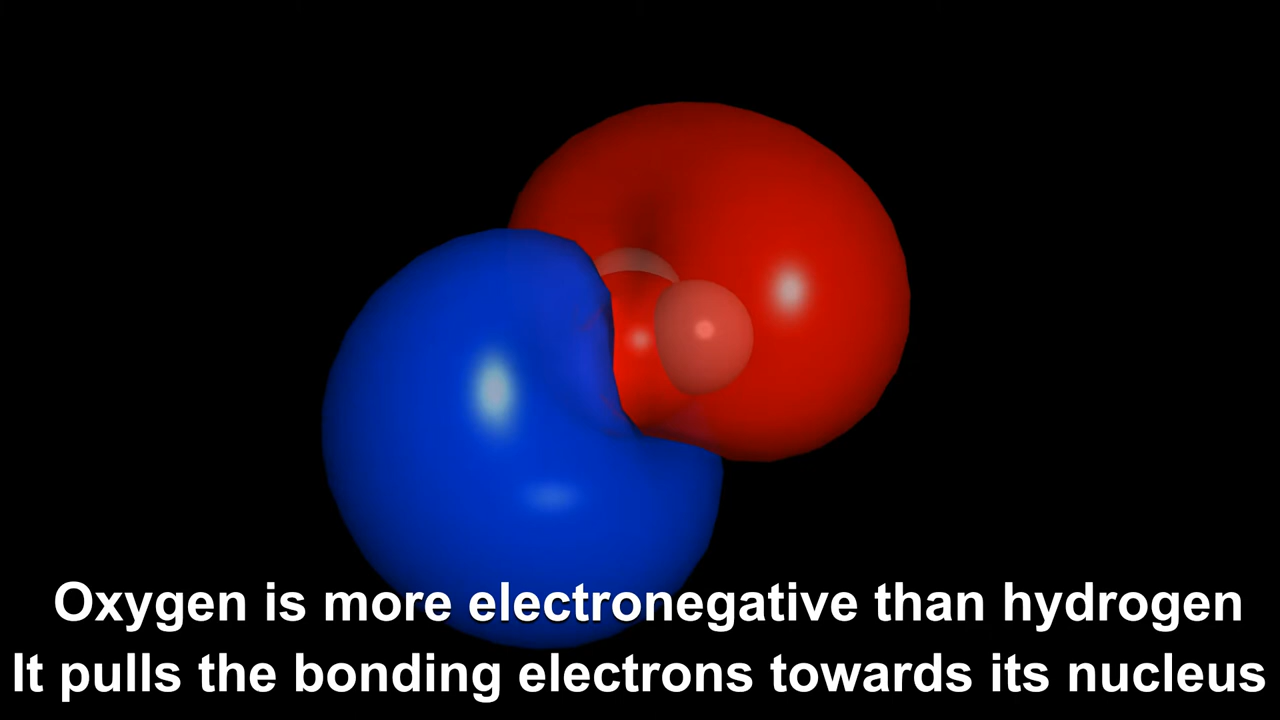 Oxygen is more electronegative than hydrogen
It pulls the bonding electrons towards its nucleus